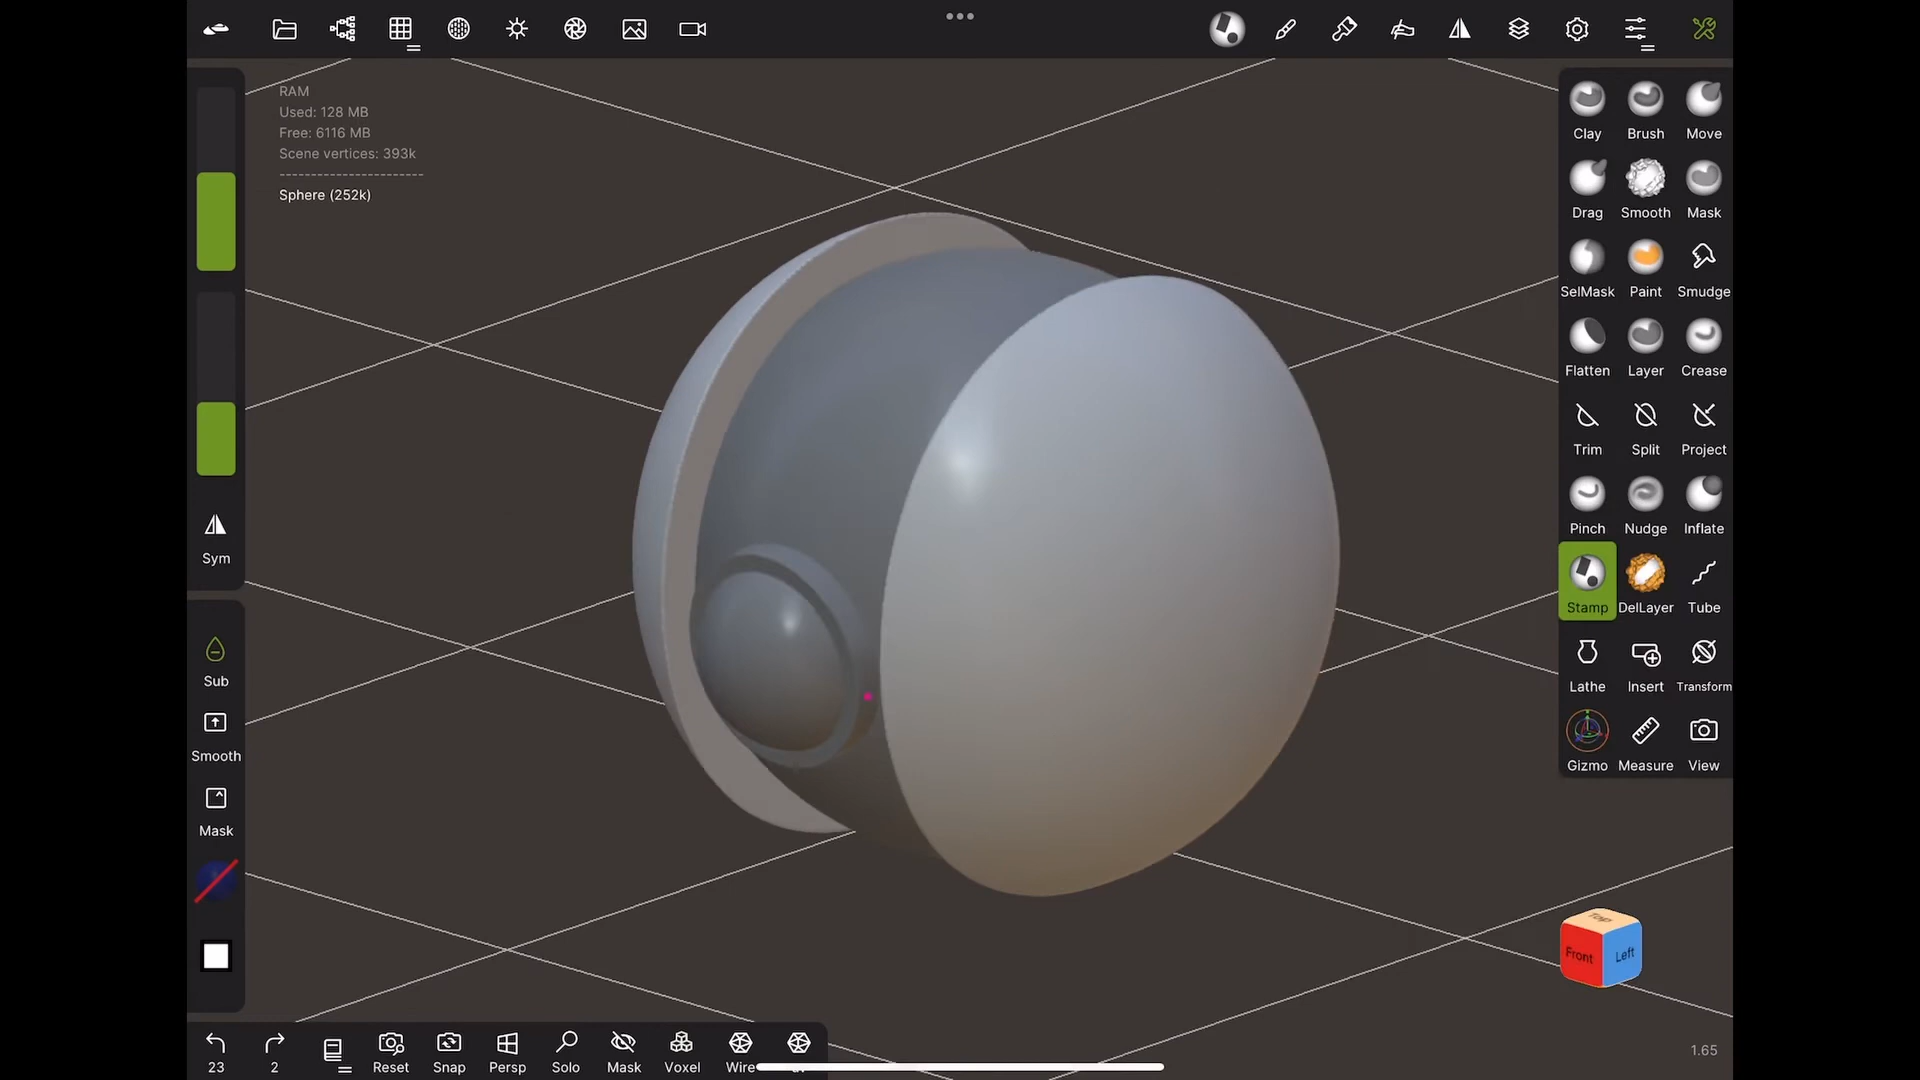 RAM
Used: 128 MB
Free: 6116 MB
Scene vertices: 393k
------------------------
Sphere (252k)
Sym
Sub
Smooth
Mask
Clay Brush Move
Drag Smooth Mask
SelMask Paint Smudge
Flatten Layer Crease
Trim Split Project
Pinch Nudge Inflate
Stamp DelLayer Tube
Lathe Insert Transform
Gizmo Measure View
Top
Front Left
1.65
23 2 Reset Snap Persp Solo Mask Voxel Wire